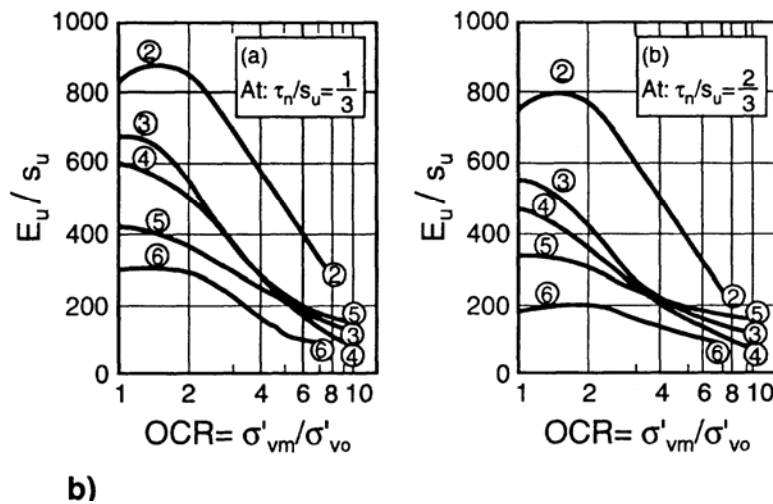 1000
800
600
400
200
0
E_u / s_u
(a)
At: τ_n/s_u = 1/3
②
③
④
⑤
⑥
②
⑤
③
④
⑥
1 2 4 6 8 10
OCR= σ'_vm/σ'_vo
1000
800
600
400
200
0
E_u / s_u
(b)
At: τ_n/s_u = 2/3
②
③
④
⑤
⑥
②
⑤
③
④
⑥
1 2 4 6 8 10
OCR= σ'_vm/σ'_vo
b)